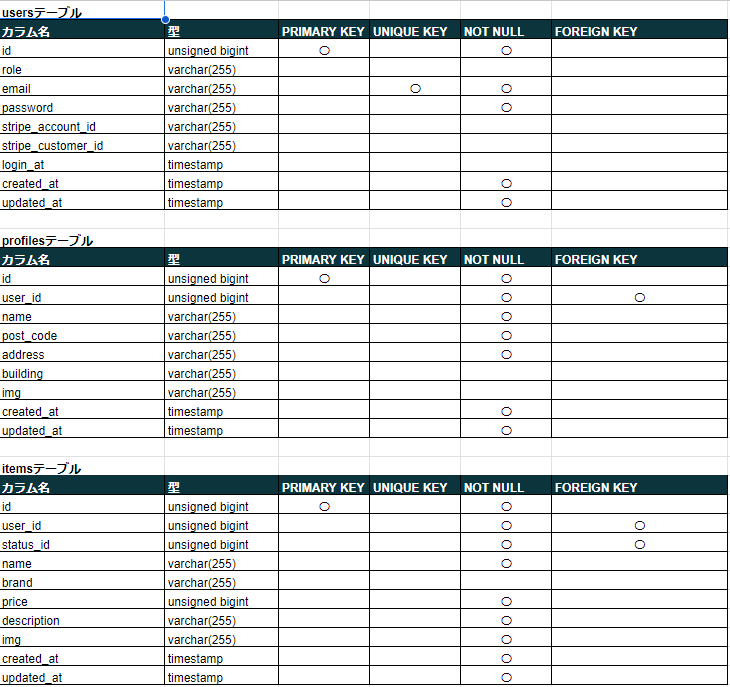 usersテーブル
カラム名 型 PRIMARY KEY UNIQUE KEY NOT NULL FOREIGN KEY
id unsigned bigint ○ ○
role varchar(255)
email varchar(255) ○ ○
password varchar(255) ○
stripe_account_id varchar(255)
stripe_customer_id varchar(255)
login_at timestamp
created_at timestamp ○
updated_at timestamp ○
profilesテーブル
カラム名 型 PRIMARY KEY UNIQUE KEY NOT NULL FOREIGN KEY
id unsigned bigint ○ ○
user_id unsigned bigint ○ ○
name varchar(255) ○
post_code varchar(255) ○
address varchar(255) ○
building varchar(255)
img varchar(255)
created_at timestamp ○
updated_at timestamp ○
itemsテーブル
カラム名 型 PRIMARY KEY UNIQUE KEY NOT NULL FOREIGN KEY
id unsigned bigint ○ ○
user_id unsigned bigint ○ ○
status_id unsigned bigint ○ ○
name varchar(255) ○
brand varchar(255)
price unsigned bigint ○
description varchar(255) ○
img varchar(255) ○
created_at timestamp ○
updated_at timestamp ○